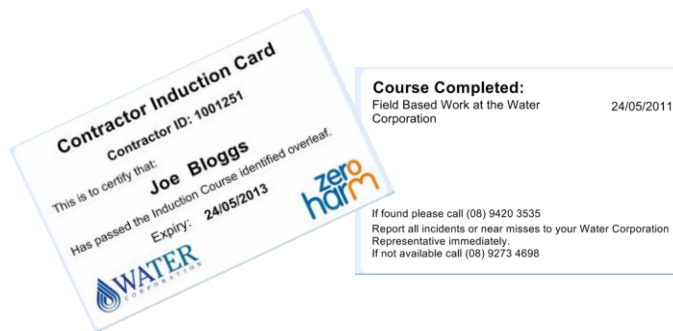 Contractor Induction Card
Contractor ID: 1001251
This is to certify that:
Joe Bloggs
Has passed the Induction Course identified overleaf.
Expiry: 24/05/2013
zero
harm
WATER
CORPORATION
Course Completed:
Field Based Work at the Water 24/05/2011
Corporation
If found please call (08) 9420 3535
Report all incidents or near misses to your Water Corporation
Representative immediately.
If not available call (08) 9273 4698